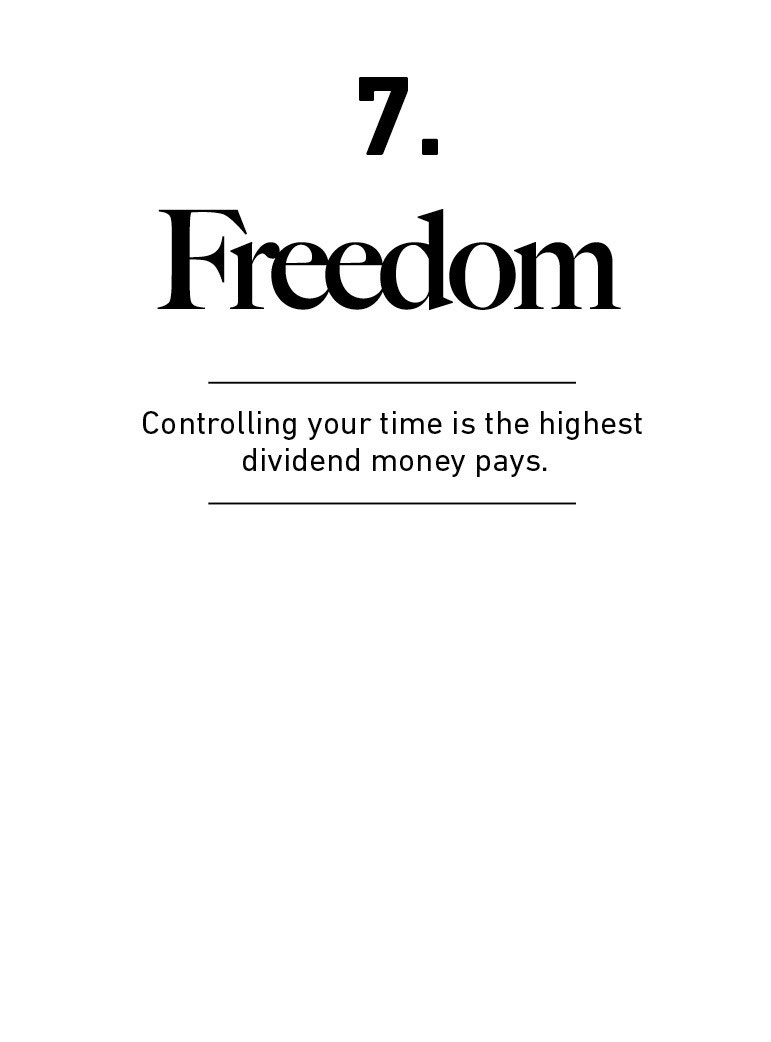 7.
Freedom
Controlling your time is the highest
dividend money pays.